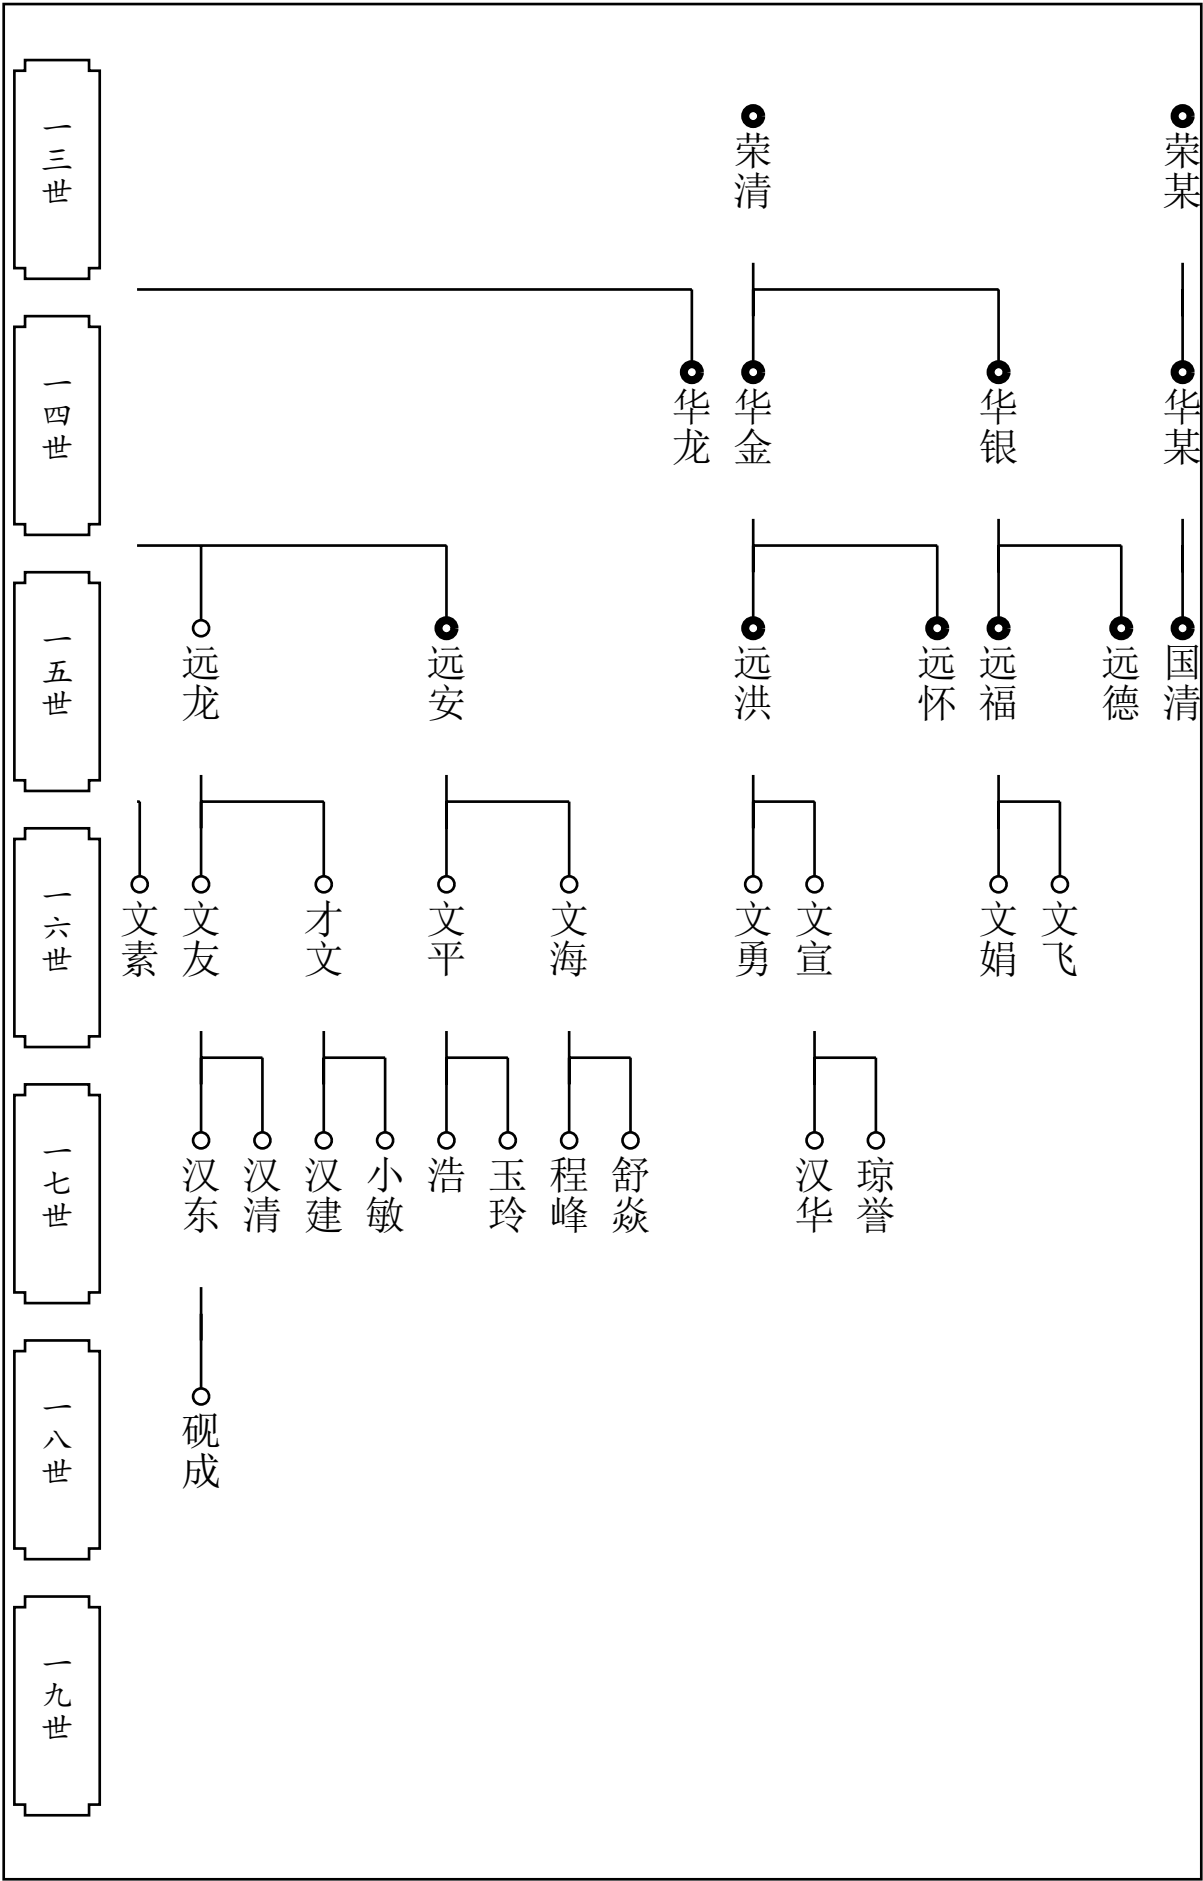 一三世
荣清
荣某
一四世
华龙
华金
华银
华某
一五世
远龙
远安
远洪
远怀
远福
远德
国清
一六世
文素
文友
才文
文平
文海
文勇
文宣
文娟
文飞
一七世
汉东
汉清
汉建
小敏
浩
玉玲
程峰
舒焱
汉华
琼誉
一八世
砚成
一九世